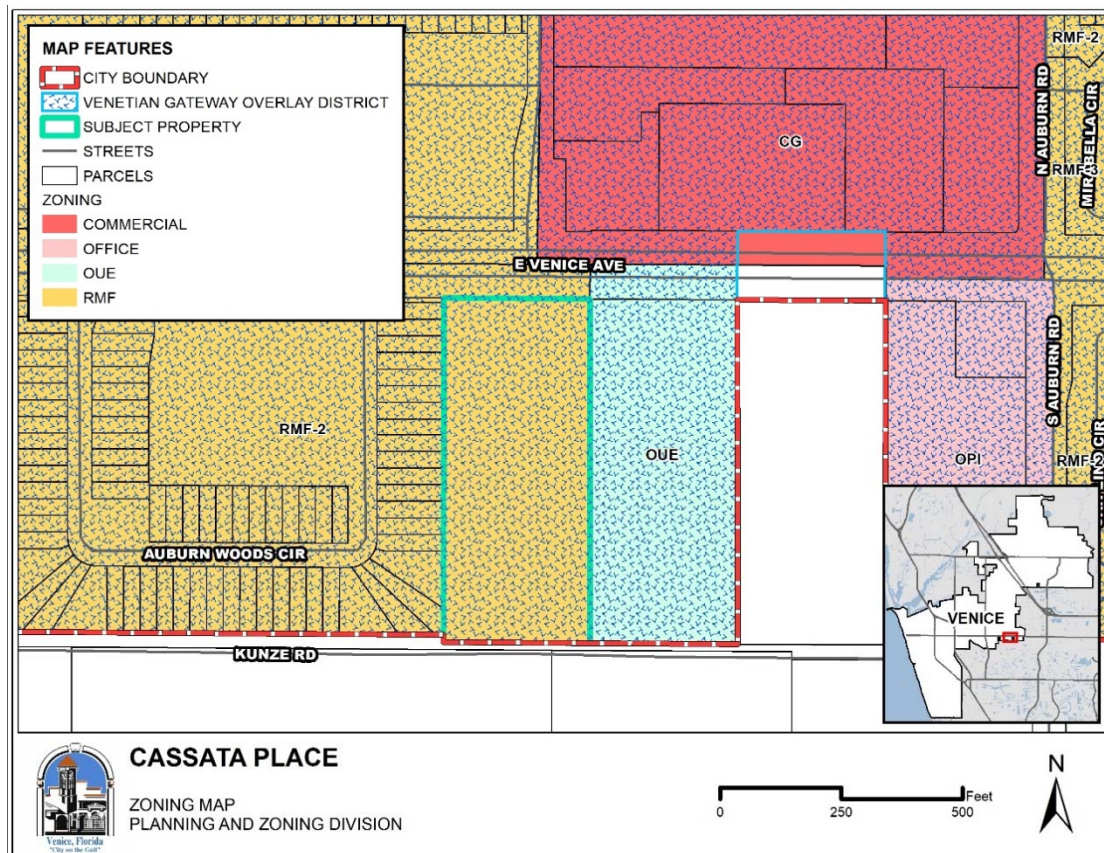 MAP FEATURES
CITY BOUNDARY
VENETIAN GATEWAY OVERLAY DISTRICT
SUBJECT PROPERTY
STREETS
PARCELS
ZONING
COMMERCIAL
OFFICE
OUE
RMF
RMF-2
N AUBURN RD
MIRABELLA CIR
CG
E VENICE AVE
S AUBURN RD
RMF-2
OUE
OPI
RMF-2
AUBURN WOODS CIR
KUNZE RD
VENICE
CASSATA PLACE
ZONING MAP
PLANNING AND ZONING DIVISION
Venice, Florida
"City on the Gulf"
0 250 500 Feet
N